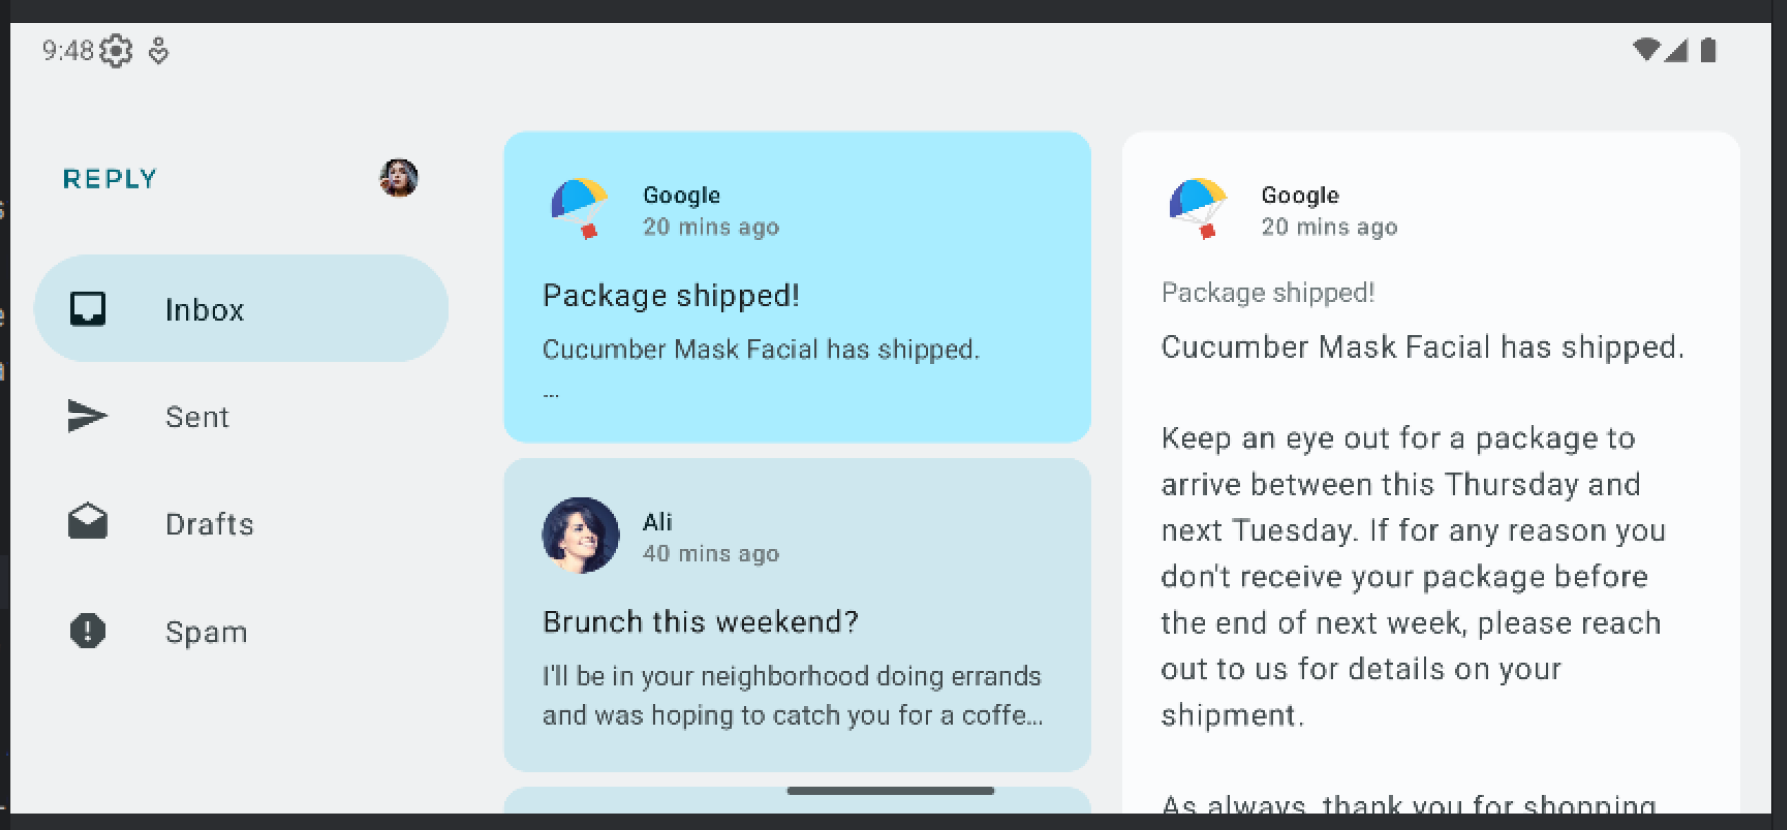 9:48
REPLY
Inbox
Sent
Drafts
Spam
Google
20 mins ago
Package shipped!
Cucumber Mask Facial has shipped.
...
Ali
40 mins ago
Brunch this weekend?
I'll be in your neighborhood doing errands
and was hoping to catch you for a coffe...
Google
20 mins ago
Package shipped!
Cucumber Mask Facial has shipped.
Keep an eye out for a package to
arrive between this Thursday and
next Tuesday. If for any reason you
don't receive your package before
the end of next week, please reach
out to us for details on your
shipment.
As always, thank you for shopping